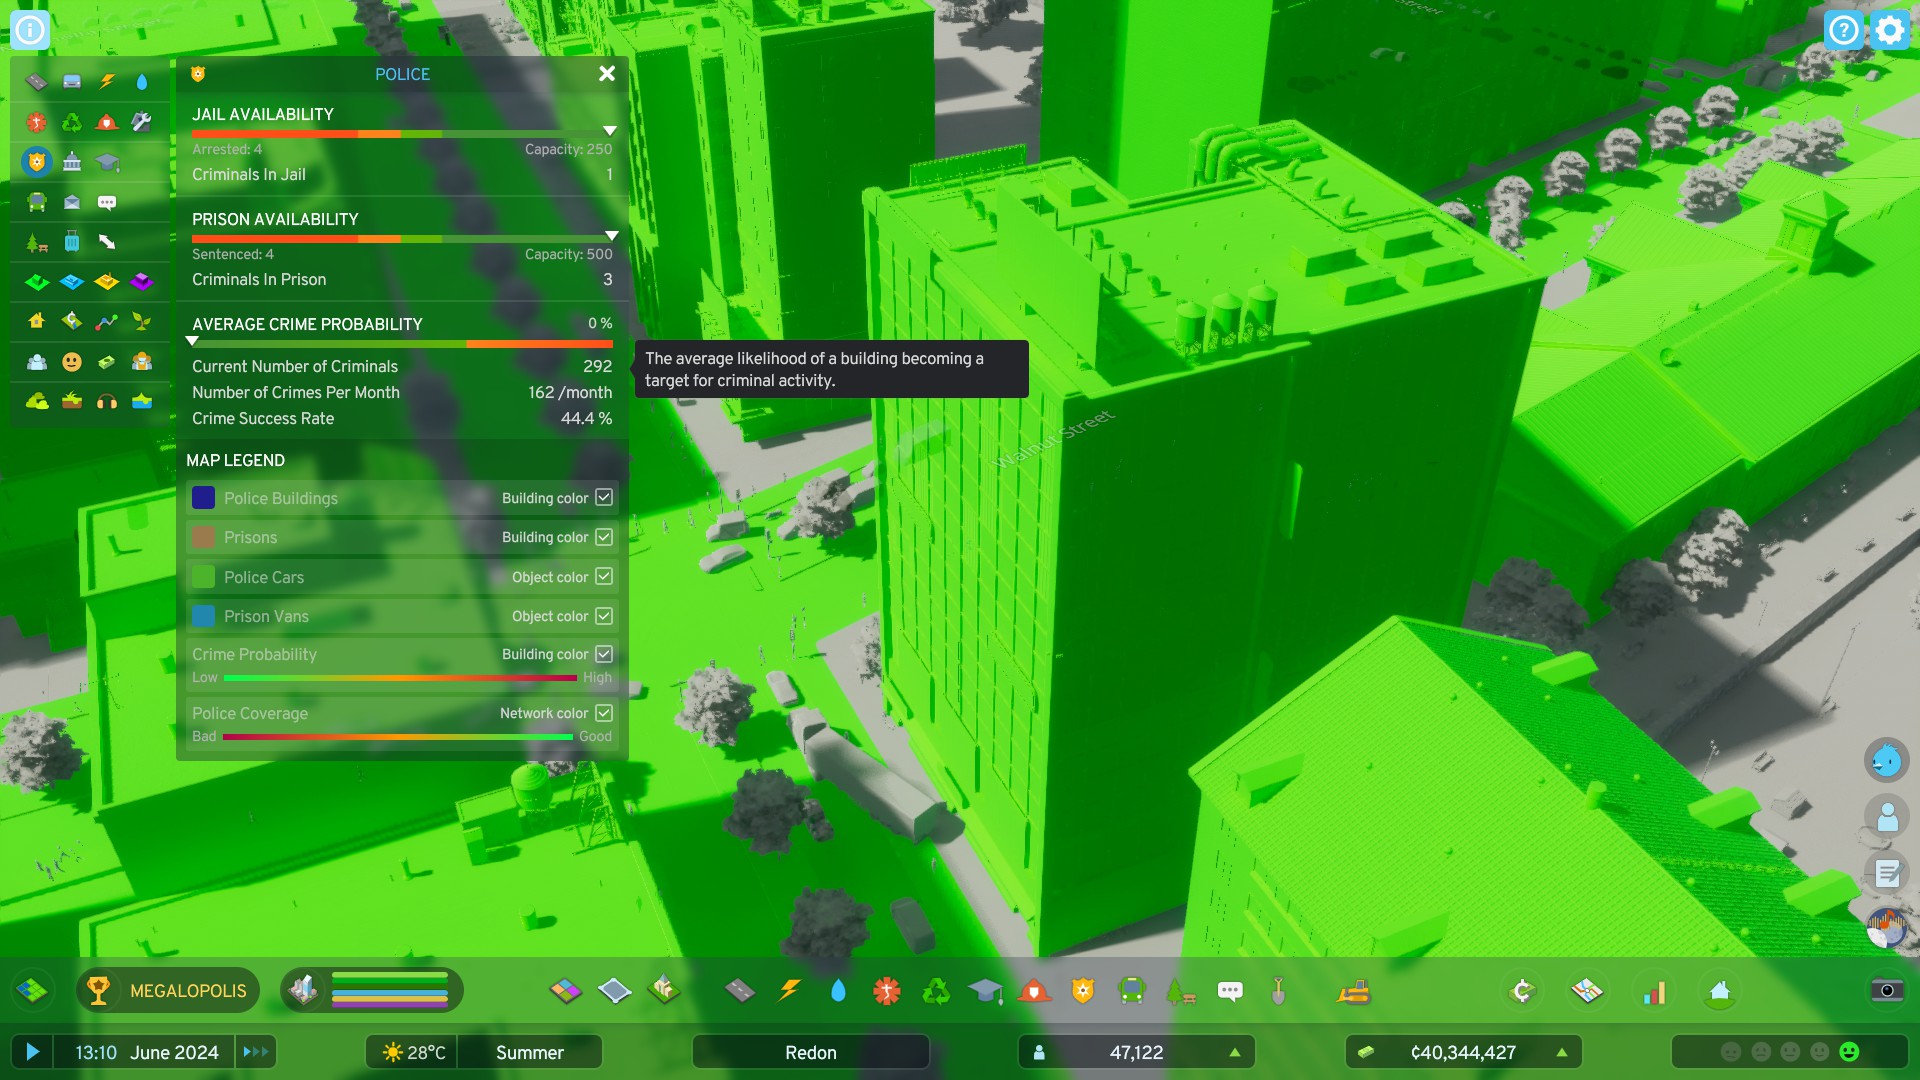 POLICE
JAIL AVAILABILITY
Arrested: 4 Capacity: 250
Criminals In Jail 1
PRISON AVAILABILITY
Sentenced: 4 Capacity: 500
Criminals In Prison 3
AVERAGE CRIME PROBABILITY 0 %
Current Number of Criminals 292
Number of Crimes Per Month 162 /month
Crime Success Rate 44.4 %
The average likelihood of a building becoming a
target for criminal activity.
MAP LEGEND
Police Buildings Building color
Prisons Building color
Police Cars Object color
Prison Vans Object color
Crime Probability Building color
Low High
Police Coverage Network color
Bad Good
Walnut Street
Street
MEGALOPOLIS
13:10 June 2024
28°C Summer
Redon
47,122
¢40,344,427